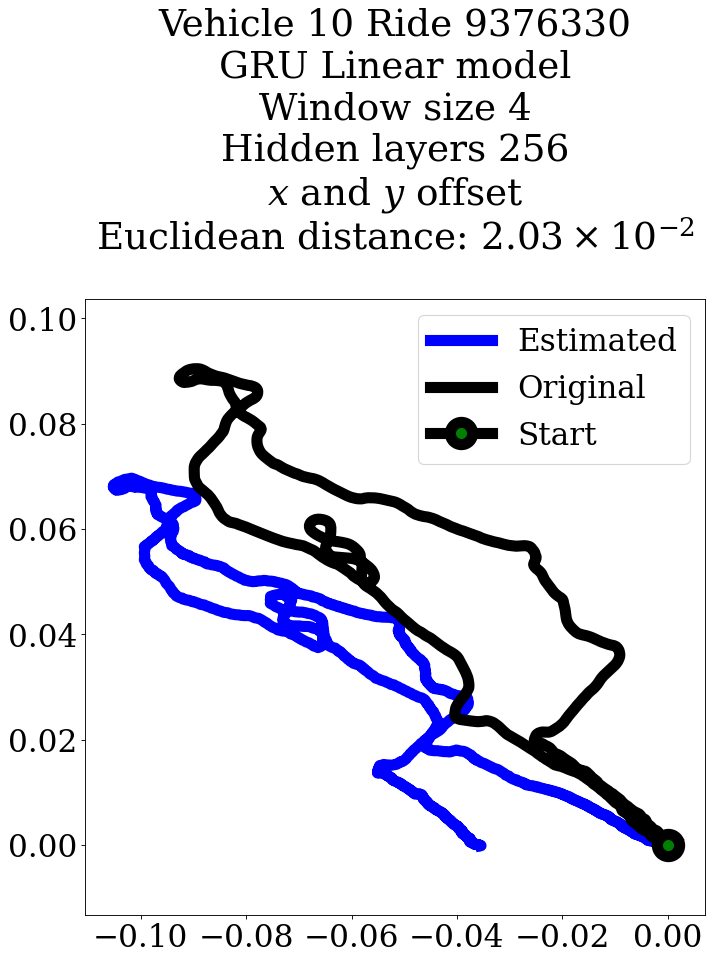 Vehicle 10 Ride 9376330
GRU Linear model
Window size 4
Hidden layers 256
x and y offset
Euclidean distance: 2.03 × 10⁻²
Estimated
Original
Start
0.10
0.08
0.06
0.04
0.02
0.00
−0.10 −0.08 −0.06 −0.04 −0.02 0.00